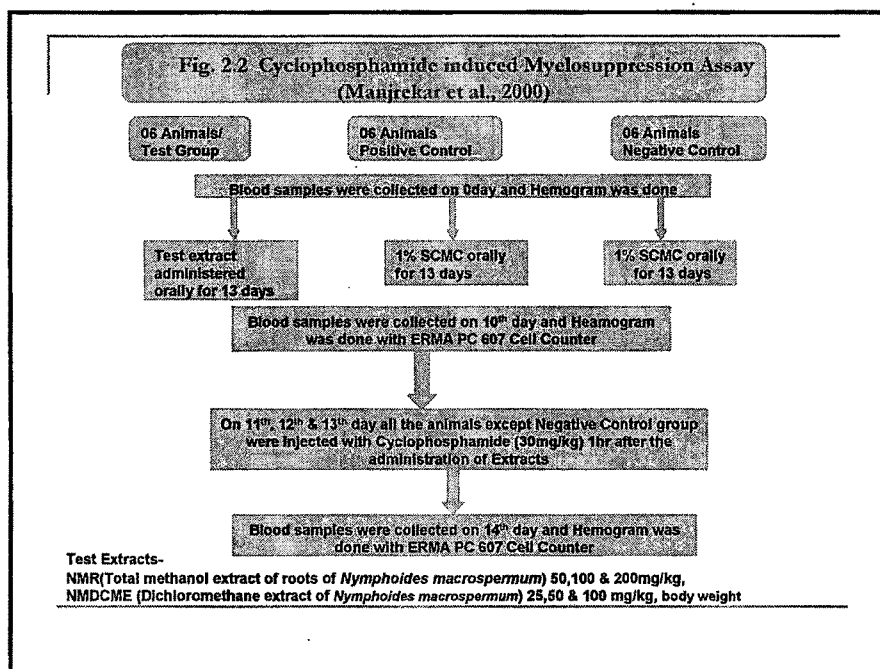 Fig. 2.2 Cyclophosphamide induced Myelosuppression Assay
(Manjrekar et al., 2000)
06 Animals/
Test Group
06 Animals
Positive Control
06 Animals
Negative Control
Blood samples were collected on 0day and Hemogram was done
Test extract
administered
orally for 13 days
1% SCMC orally
for 13 days
1% SCMC orally
for 13 days
Blood samples were collected on 10th day and Heamogram
was done with ERMA PC 607 Cell Counter
On 11th, 12th & 13th day all the animals except Negative Control group
were injected with Cyclophosphamide (30mg/kg) 1hr after the
administration of Extracts
Blood samples were collected on 14th day and Hemogram was
done with ERMA PC 607 Cell Counter
Test Extracts-
NMR(Total methanol extract of roots of Nymphoides macrospermum) 50,100 & 200mg/kg,
NMDCME (Dichloromethane extract of Nymphoides macrospermum) 25,50 & 100 mg/kg, body weight